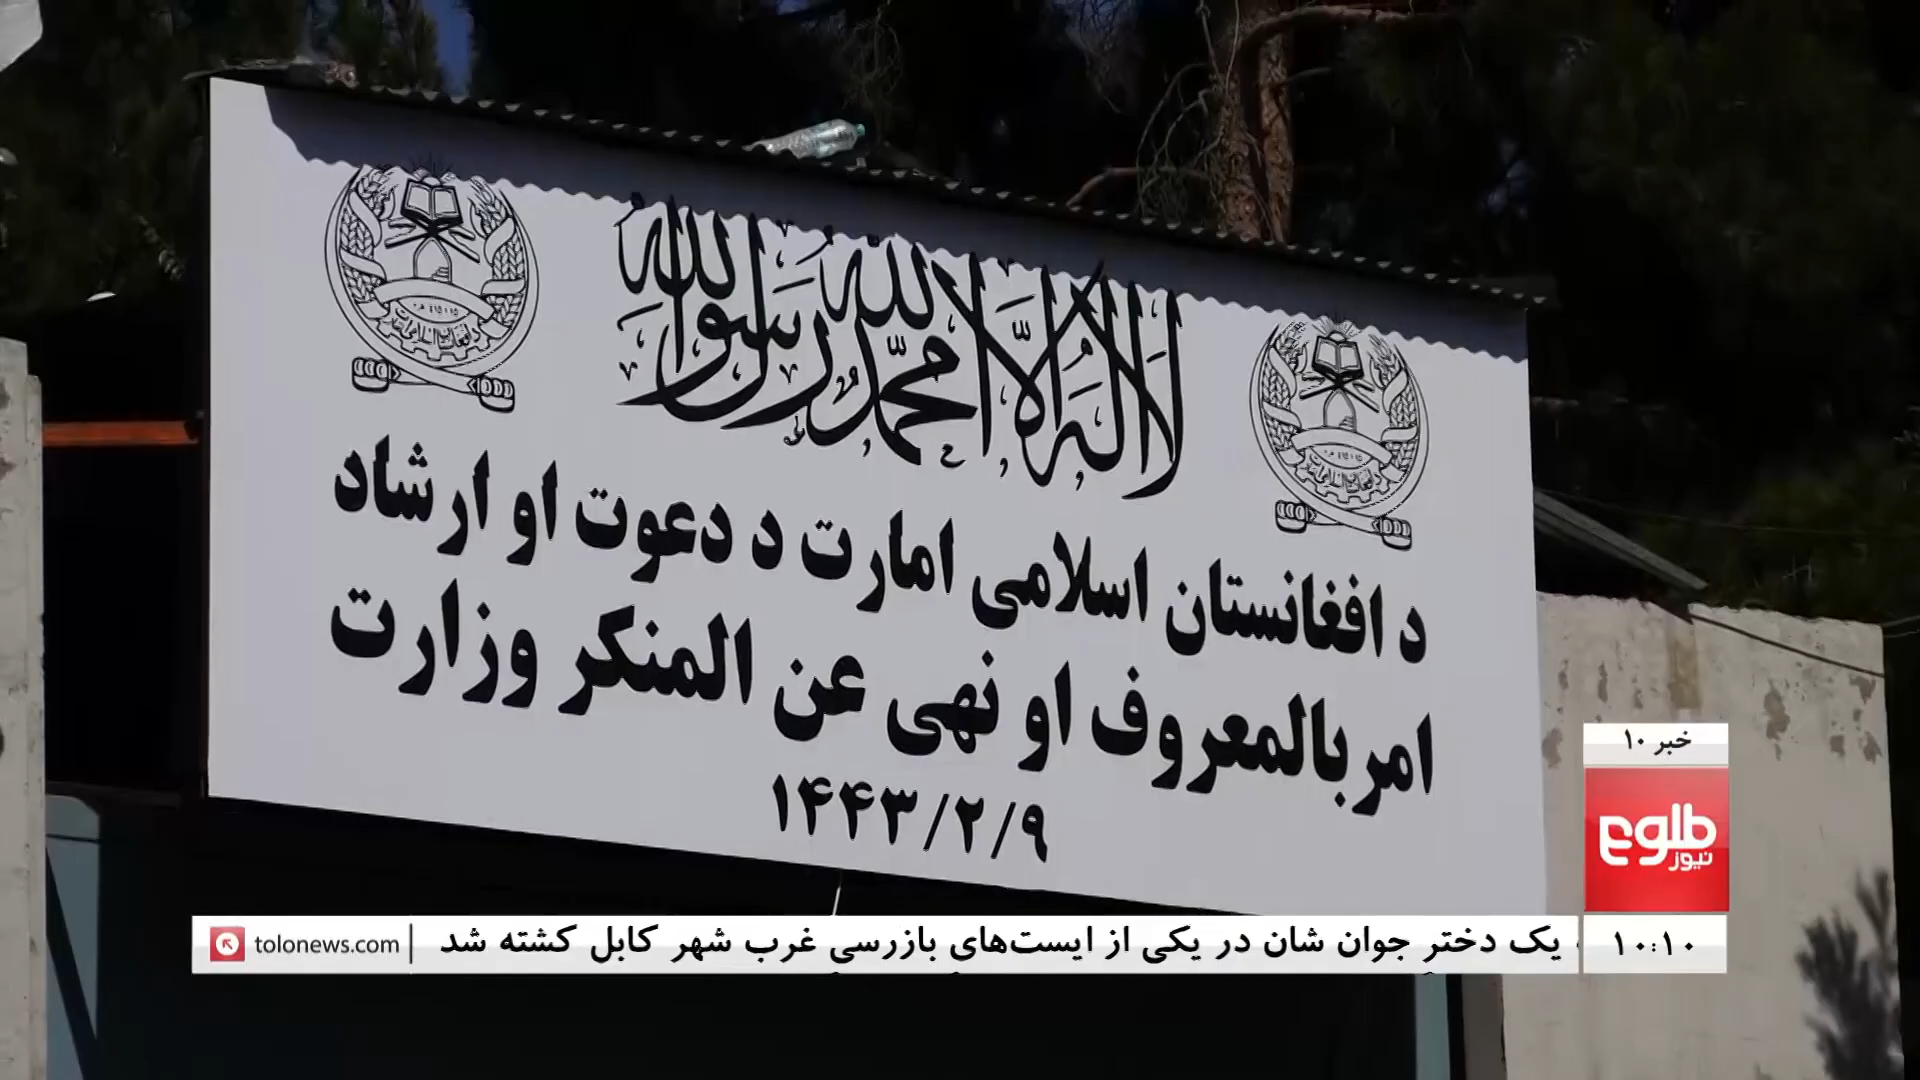 لا اله الا الله محمد رسول الله
د افغانستان اسلامی امارت د دعوت او ارشاد
امر بالمعروف او نهی عن المنکر وزارت
۱۴۴۳/۲/۹
خبر ۱۰
طلوع
نیوز
یک دختر جوان شان در یکی از ایست‌های بازرسی غرب شهر کابل کشته شد
tolonews.com
۱۰:۱۰